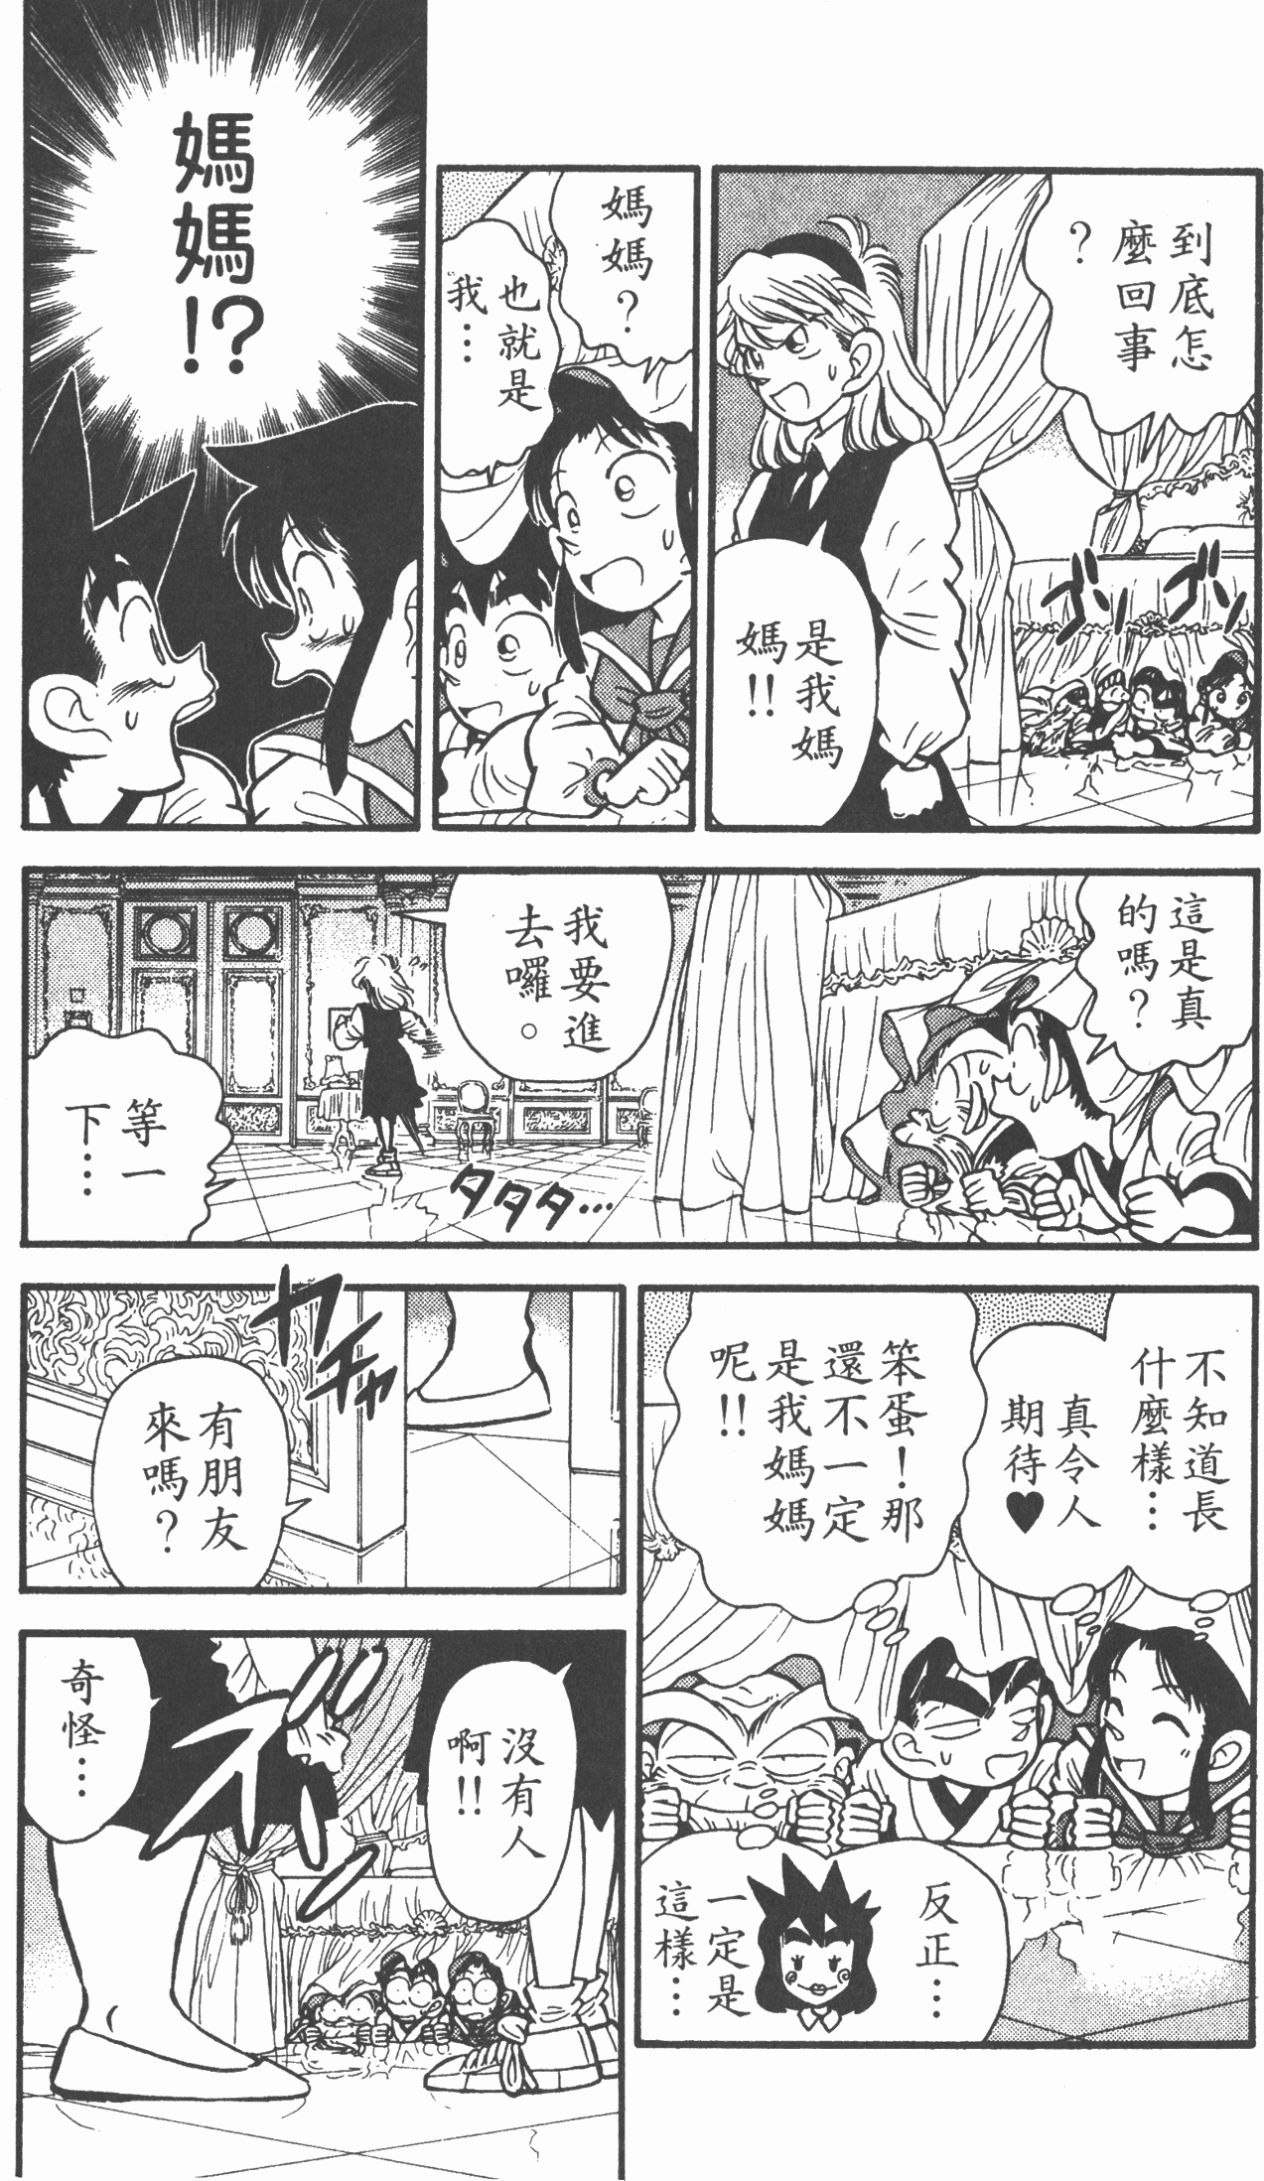 到底怎
麼回事
？
ゴソ
ゴソ
是我媽
媽!!
媽媽？
也就是
我…
媽
媽
!?
這是真
的嗎？
我要進
去囉。
タタタ…
等一
下…
不知道長
什麼樣…
真令人
期待♥
笨蛋！那
還不一定
是我媽媽
呢!!
反正…
一定是
這樣…
ガチャ
有朋友
來嗎？
沒有人
啊!!
奇怪…